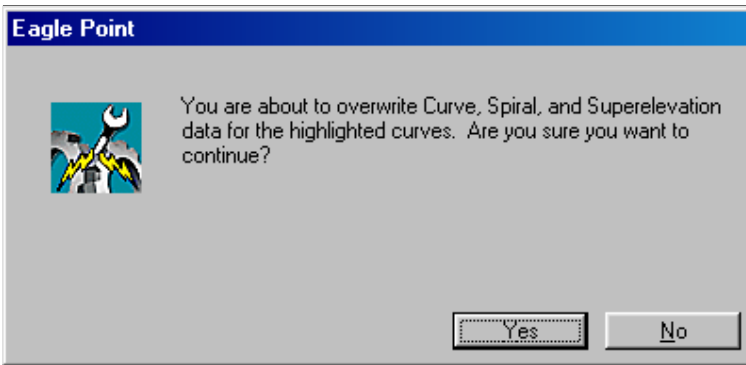 Eagle Point
You are about to overwrite Curve, Spiral, and Superelevation
data for the highlighted curves.  Are you sure you want to
continue?
Yes No